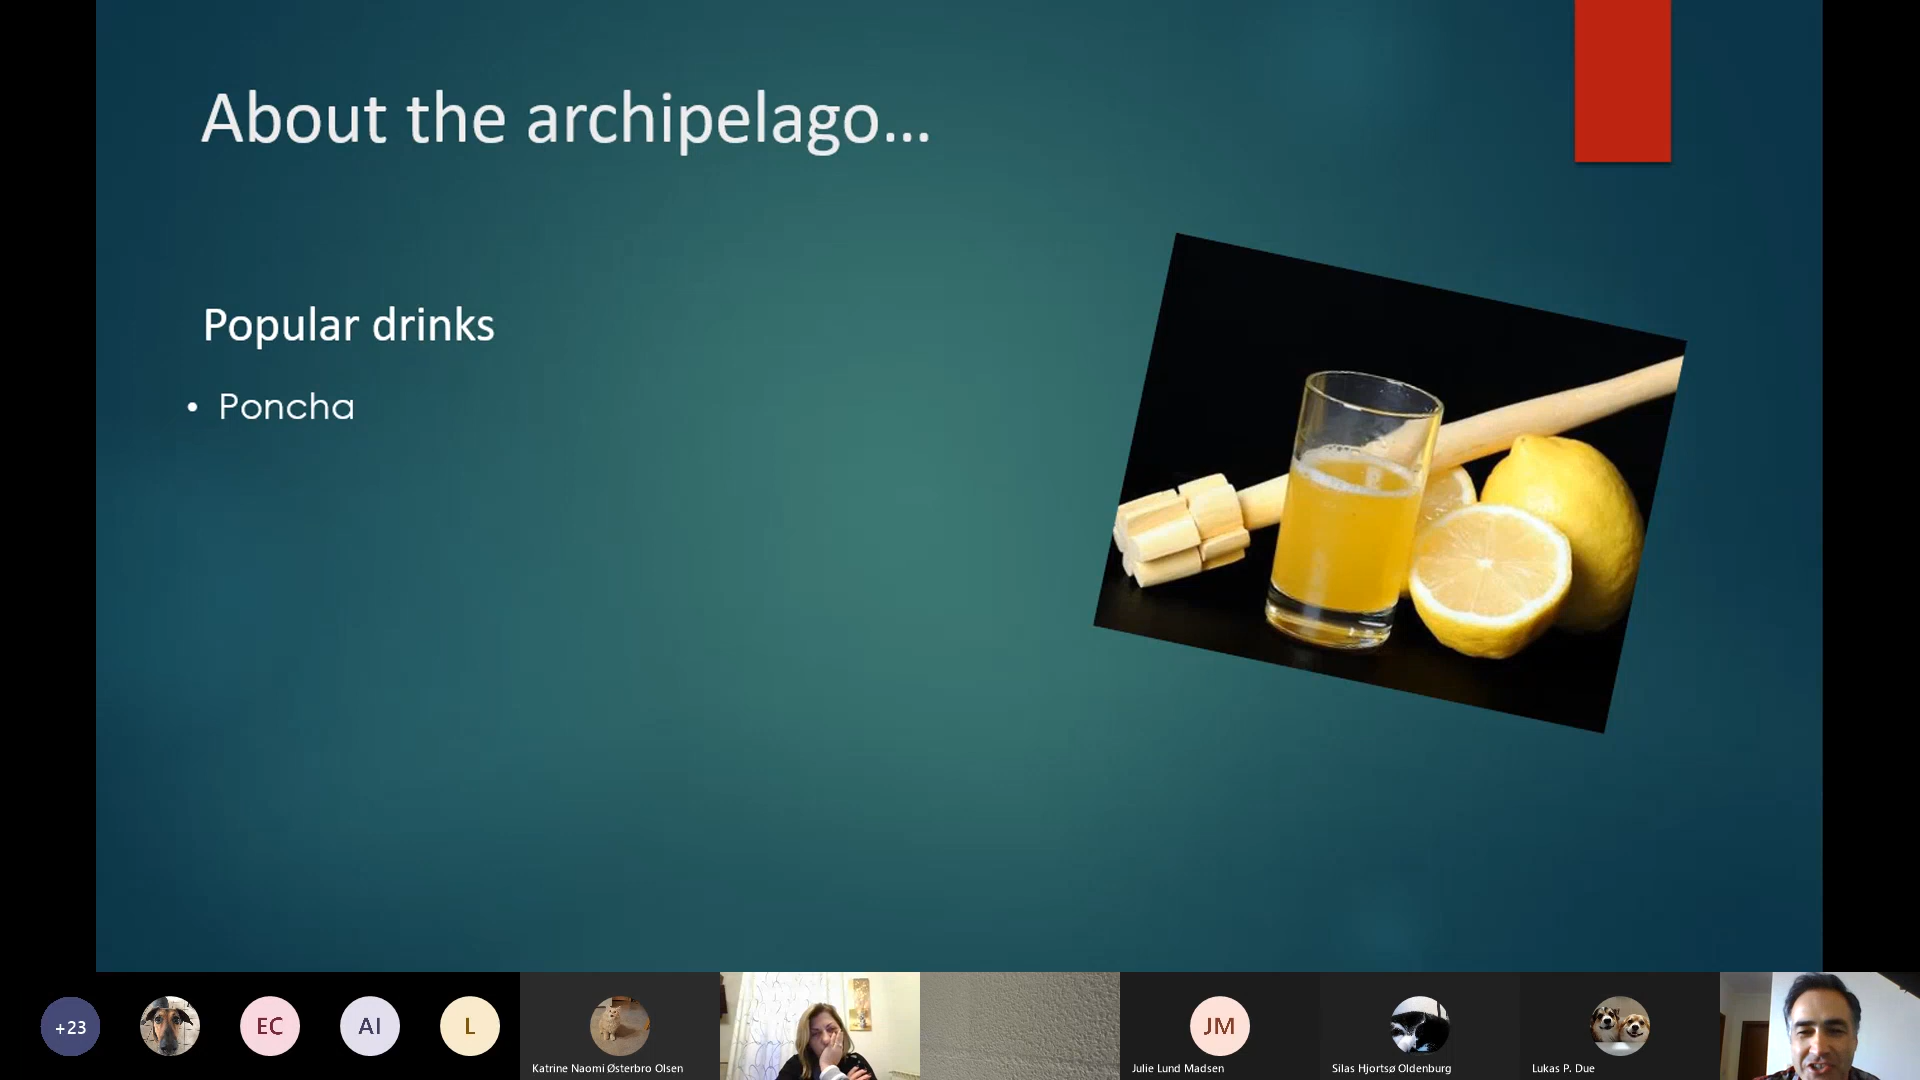 About the archipelago...
Popular drinks
• Poncha
+23
EC
AI
L
Katrine Naomi Østerbro Olsen
JM
Julie Lund Madsen
Silas Hjortsø Oldenburg
Lukas P. Due